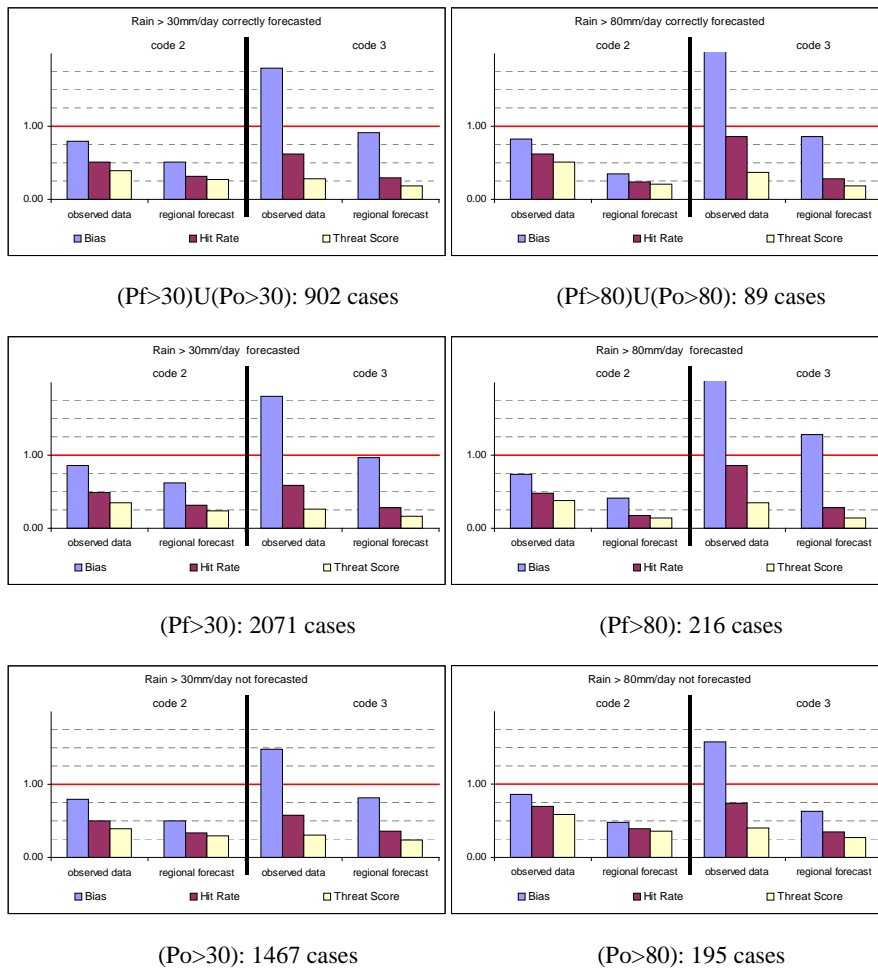 Rain > 30mm/day correctly forecasted
code 2 code 3
1.00
0.00
observed data regional forecast observed data regional forecast
Bias Hit Rate Threat Score
Rain > 80mm/day correctly forecasted
code 2 code 3
1.00
0.00
observed data regional forecast observed data regional forecast
Bias Hit Rate Threat Score
(Pf>30)U(Po>30): 902 cases
(Pf>80)U(Po>80): 89 cases
Rain > 30mm/day forecasted
code 2 code 3
1.00
0.00
observed data regional forecast observed data regional forecast
Bias Hit Rate Threat Score
Rain > 80mm/day forecasted
code 2 code 3
1.00
0.00
observed data regional forecast observed data regional forecast
Bias Hit Rate Threat Score
(Pf>30): 2071 cases
(Pf>80): 216 cases
Rain > 30mm/day not forecasted
code 2 code 3
1.00
0.00
observed data regional forecast observed data regional forecast
Bias Hit Rate Threat Score
Rain > 80mm/day not forecasted
code 2 code 3
1.00
0.00
observed data regional forecast observed data regional forecast
Bias Hit Rate Threat Score
(Po>30): 1467 cases
(Po>80): 195 cases